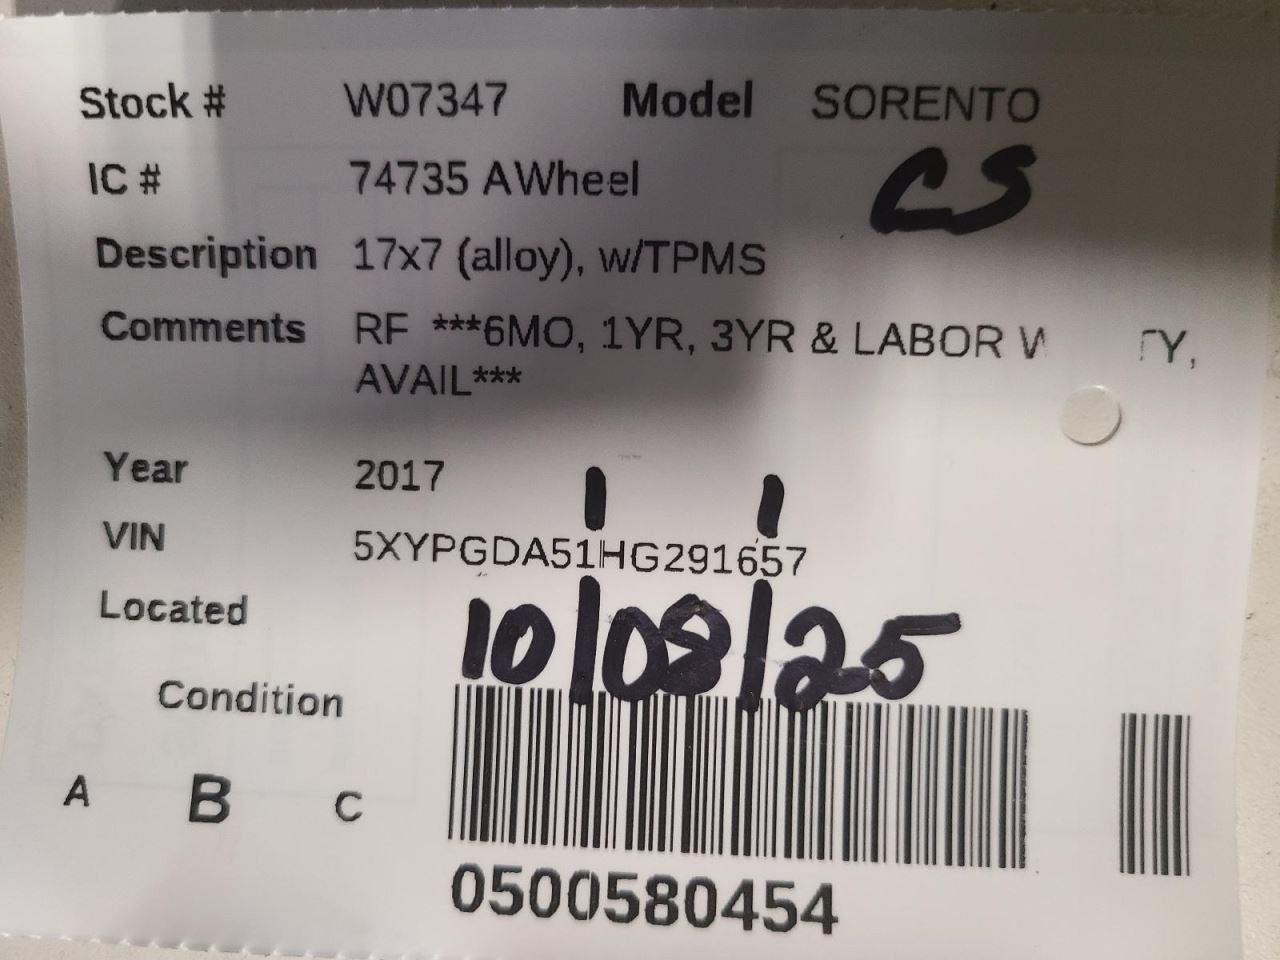 Stock # W07347 Model SORENTO
IC # 74735 AWheel
CS
Description 17x7 (alloy), w/TPMS
Comments RF ***6MO, 1YR, 3YR & LABOR W TY,
AVAIL***
Year 2017
VIN 5XYPGDA51HG291657
Located
10/08/25
Condition
A B C
0500580454